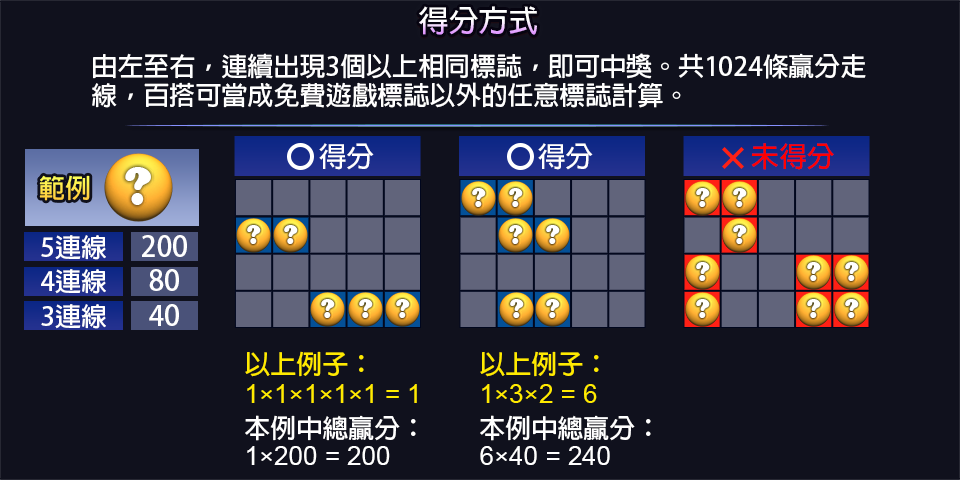 得分方式
由左至右，連續出現3個以上相同標誌，即可中獎。共1024條贏分走
線，百搭可當成免費遊戲標誌以外的任意標誌計算。
範例 ?
5連線 200
4連線 80
3連線 40
○得分
? ?
? ? ?
以上例子：
1×1×1×1×1 = 1
本例中總贏分：
1×200 = 200
○得分
? ?
? ?
? ?
以上例子：
1×3×2 = 6
本例中總贏分：
6×40 = 240
×未得分
? ?
?
? ? ?
? ? ?